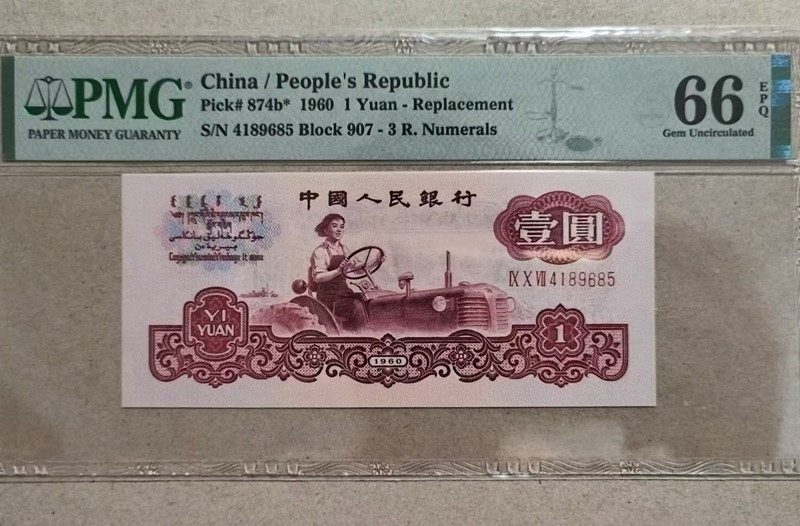 PMG®
PAPER MONEY GUARANTY
China / People's Republic
Pick# 874b* 1960 1 Yuan - Replacement
S/N 4189685 Block 907 - 3 R. Numerals
66
EPQ
Gem Uncirculated
中國人民銀行
壹圓
IX X VII 4189685
YI
YUAN
1960
1